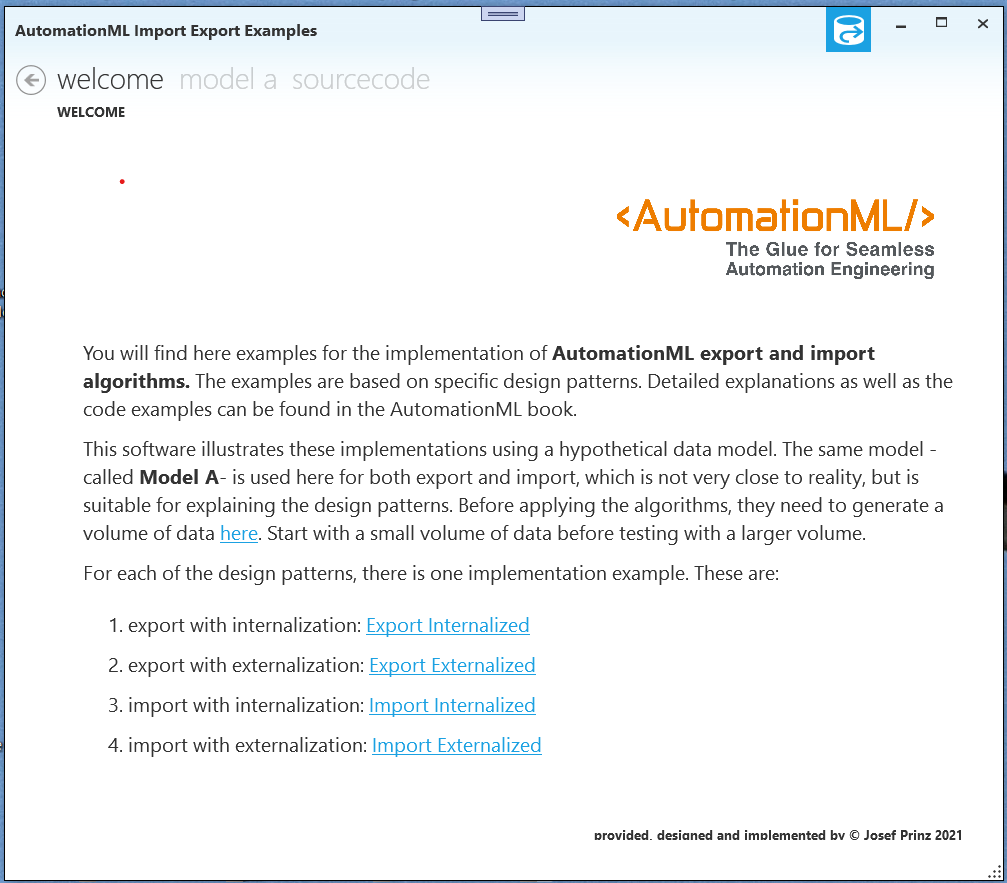 AutomationML Import Export Examples
welcome model a sourcecode
WELCOME
<AutomationML/>
The Glue for Seamless
Automation Engineering
You will find here examples for the implementation of AutomationML export and import
algorithms. The examples are based on specific design patterns. Detailed explanations as well as the
code examples can be found in the AutomationML book.
This software illustrates these implementations using a hypothetical data model. The same model -
called Model A- is used here for both export and import, which is not very close to reality, but is
suitable for explaining the design patterns. Before applying the algorithms, they need to generate a
volume of data here. Start with a small volume of data before testing with a larger volume.
For each of the design patterns, there is one implementation example. These are:
1. export with internalization: Export Internalized
2. export with externalization: Export Externalized
3. import with internalization: Import Internalized
4. import with externalization: Import Externalized
provided, designed and implemented by © Josef Prinz 2021